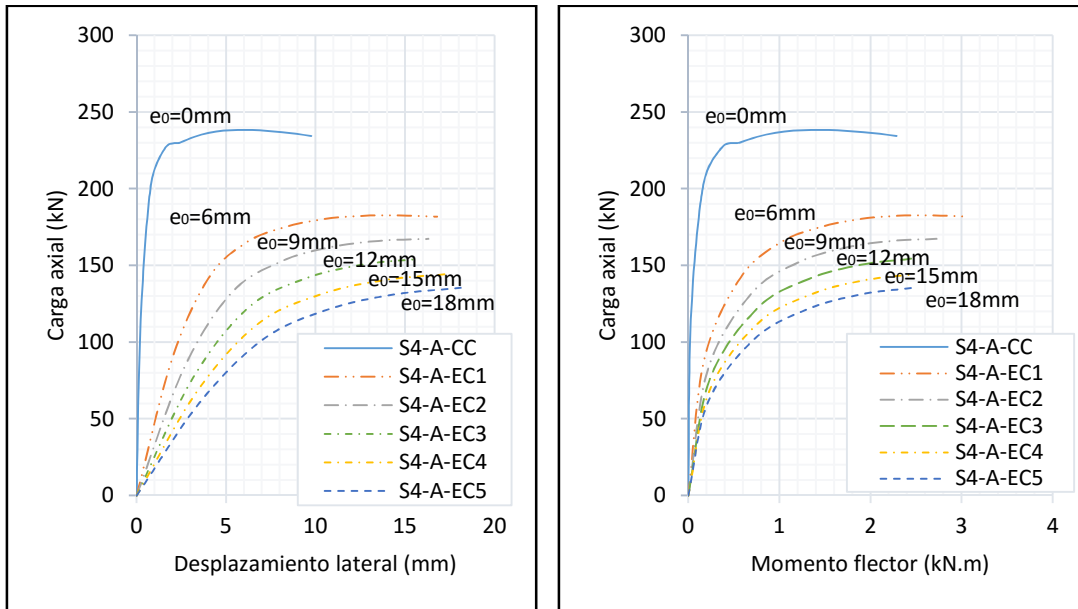 300
250
200
150
100
50
0
Carga axial (kN)
e0=0mm
e0=6mm
e0=9mm
e0=12mm
e0=15mm
e0=18mm
S4-A-CC
S4-A-EC1
S4-A-EC2
S4-A-EC3
S4-A-EC4
S4-A-EC5
0 5 10 15 20
Desplazamiento lateral (mm)
300
250
200
150
100
50
0
Carga axial (kN)
e0=0mm
e0=6mm
e0=9mm
e0=12mm
e0=15mm
e0=18mm
S4-A-CC
S4-A-EC1
S4-A-EC2
S4-A-EC3
S4-A-EC4
S4-A-EC5
0 1 2 3 4
Momento flector (kN.m)